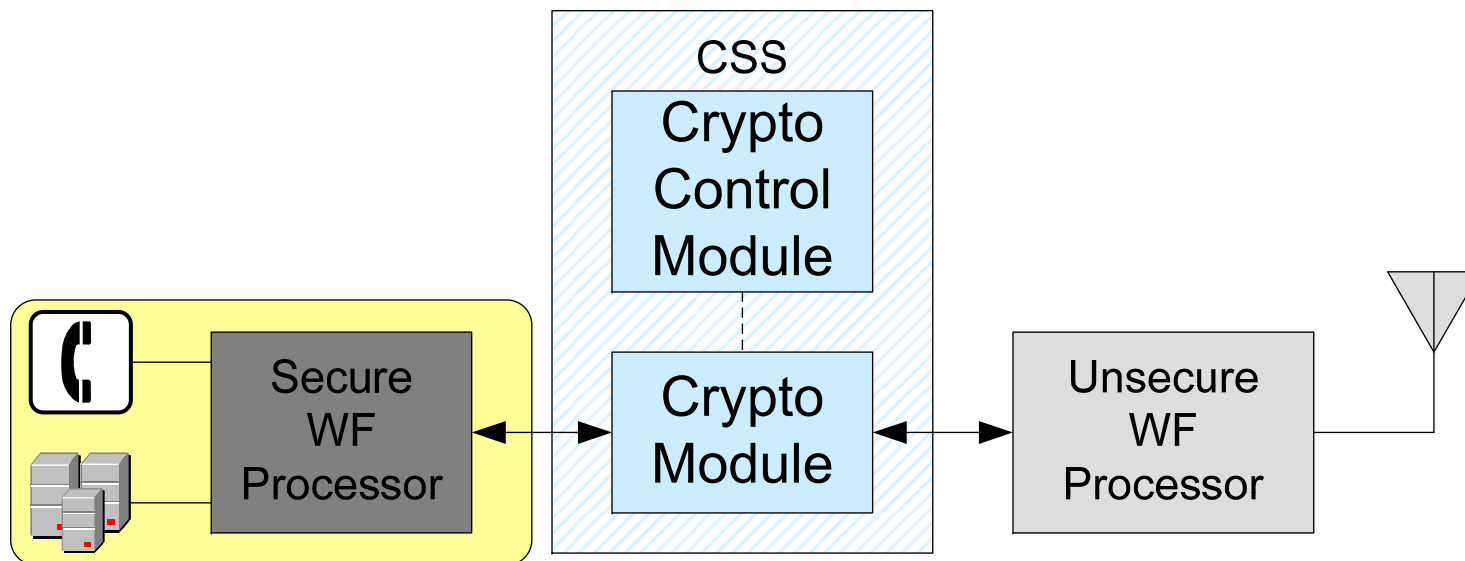 CSS
Crypto
Control
Module
Secure
WF
Processor
Crypto
Module
Unsecure
WF
Processor